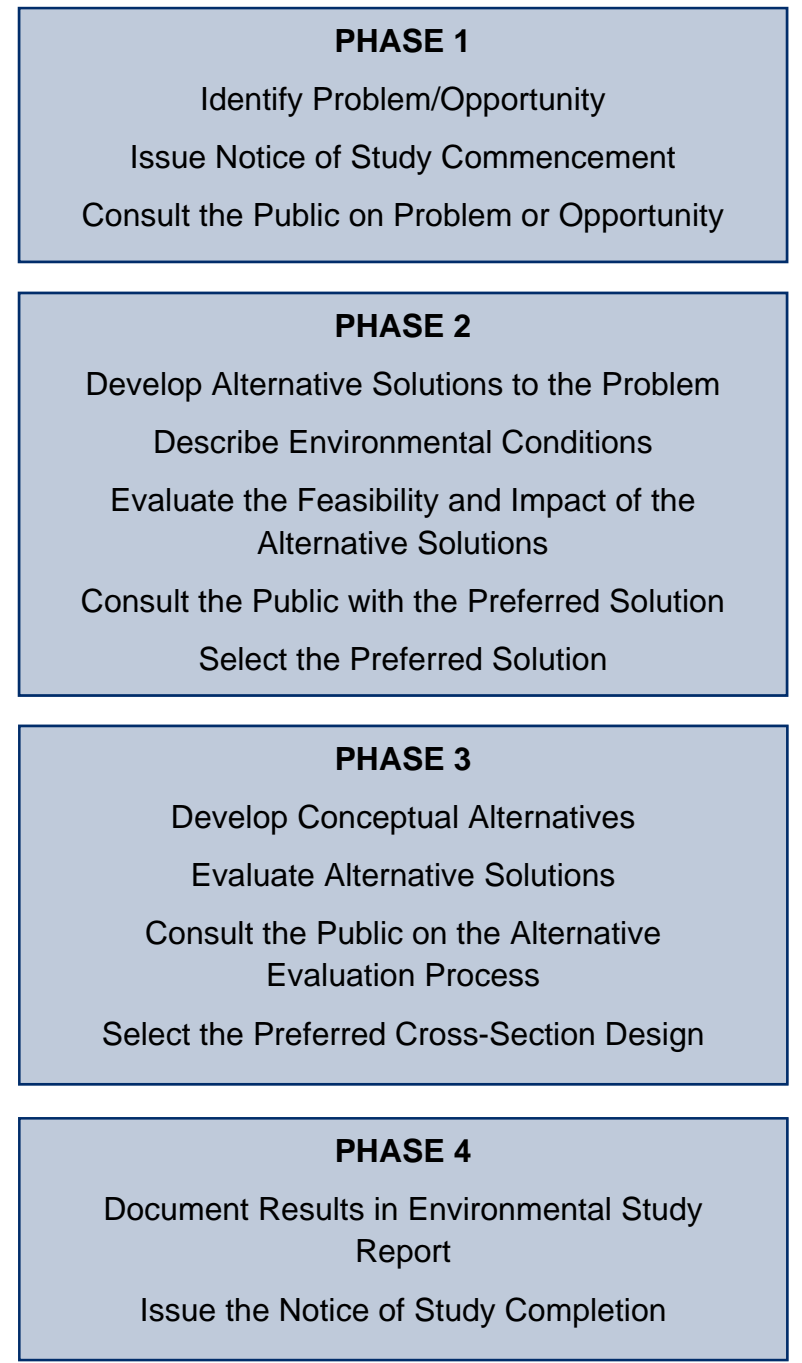 PHASE 1
Identify Problem/Opportunity
Issue Notice of Study Commencement
Consult the Public on Problem or Opportunity
PHASE 2
Develop Alternative Solutions to the Problem
Describe Environmental Conditions
Evaluate the Feasibility and Impact of the
Alternative Solutions
Consult the Public with the Preferred Solution
Select the Preferred Solution
PHASE 3
Develop Conceptual Alternatives
Evaluate Alternative Solutions
Consult the Public on the Alternative
Evaluation Process
Select the Preferred Cross-Section Design
PHASE 4
Document Results in Environmental Study
Report
Issue the Notice of Study Completion